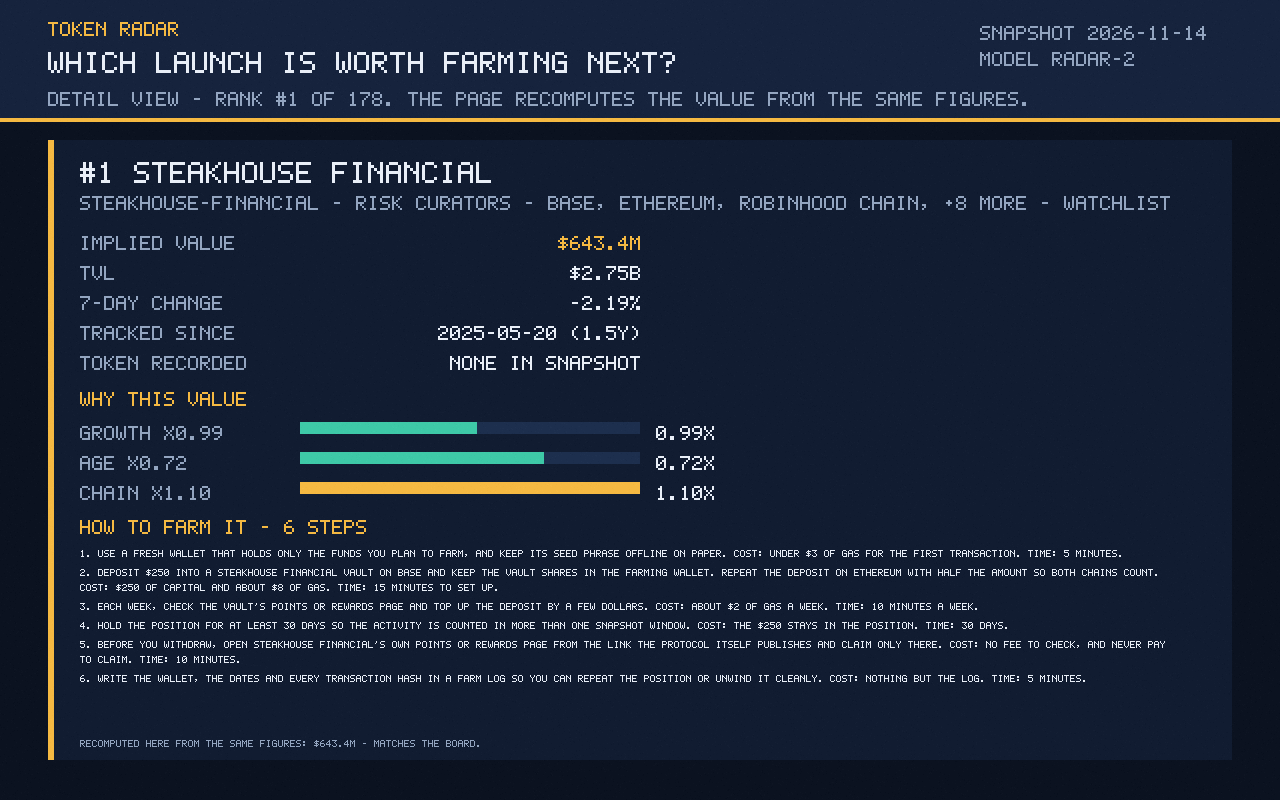 TOKEN RADAR
WHICH LAUNCH IS WORTH FARMING NEXT?
DETAIL VIEW - RANK #1 OF 178. THE PAGE RECOMPUTES THE VALUE FROM THE SAME FIGURES.
SNAPSHOT 2026-11-14
MODEL RADAR-2
#1 STEAKHOUSE FINANCIAL
STEAKHOUSE-FINANCIAL - RISK CURATORS - BASE, ETHEREUM, ROBINHOOD CHAIN, +8 MORE - WATCHLIST
IMPLIED VALUE $643.4M
TVL $2.75B
7-DAY CHANGE -2.19%
TRACKED SINCE 2025-05-20 (1.5Y)
TOKEN RECORDED NONE IN SNAPSHOT
WHY THIS VALUE
GROWTH X0.99 0.99X
AGE X0.72 0.72X
CHAIN X1.10 1.10X
HOW TO FARM IT - 6 STEPS
1. USE A FRESH WALLET THAT HOLDS ONLY THE FUNDS YOU PLAN TO FARM, AND KEEP ITS SEED PHRASE OFFLINE ON PAPER. COST: UNDER $3 OF GAS FOR THE FIRST TRANSACTION. TIME: 5 MINUTES.
2. DEPOSIT $250 INTO A STEAKHOUSE FINANCIAL VAULT ON BASE AND KEEP THE VAULT SHARES IN THE FARMING WALLET. REPEAT THE DEPOSIT ON ETHEREUM WITH HALF THE AMOUNT SO BOTH CHAINS COUNT.
COST: $250 OF CAPITAL AND ABOUT $8 OF GAS. TIME: 15 MINUTES TO SET UP.
3. EACH WEEK, CHECK THE VAULT'S POINTS OR REWARDS PAGE AND TOP UP THE DEPOSIT BY A FEW DOLLARS. COST: ABOUT $2 OF GAS A WEEK. TIME: 10 MINUTES A WEEK.
4. HOLD THE POSITION FOR AT LEAST 30 DAYS SO THE ACTIVITY IS COUNTED IN MORE THAN ONE SNAPSHOT WINDOW. COST: THE $250 STAYS IN THE POSITION. TIME: 30 DAYS.
5. BEFORE YOU WITHDRAW, OPEN STEAKHOUSE FINANCIAL'S OWN POINTS OR REWARDS PAGE FROM THE LINK THE PROTOCOL ITSELF PUBLISHES AND CLAIM ONLY THERE. COST: NO FEE TO CHECK, AND NEVER PAY
TO CLAIM. TIME: 10 MINUTES.
6. WRITE THE WALLET, THE DATES AND EVERY TRANSACTION HASH IN A FARM LOG SO YOU CAN REPEAT THE POSITION OR UNWIND IT CLEANLY. COST: NOTHING BUT THE LOG. TIME: 5 MINUTES.
RECOMPUTED HERE FROM THE SAME FIGURES: $643.4M - MATCHES THE BOARD.